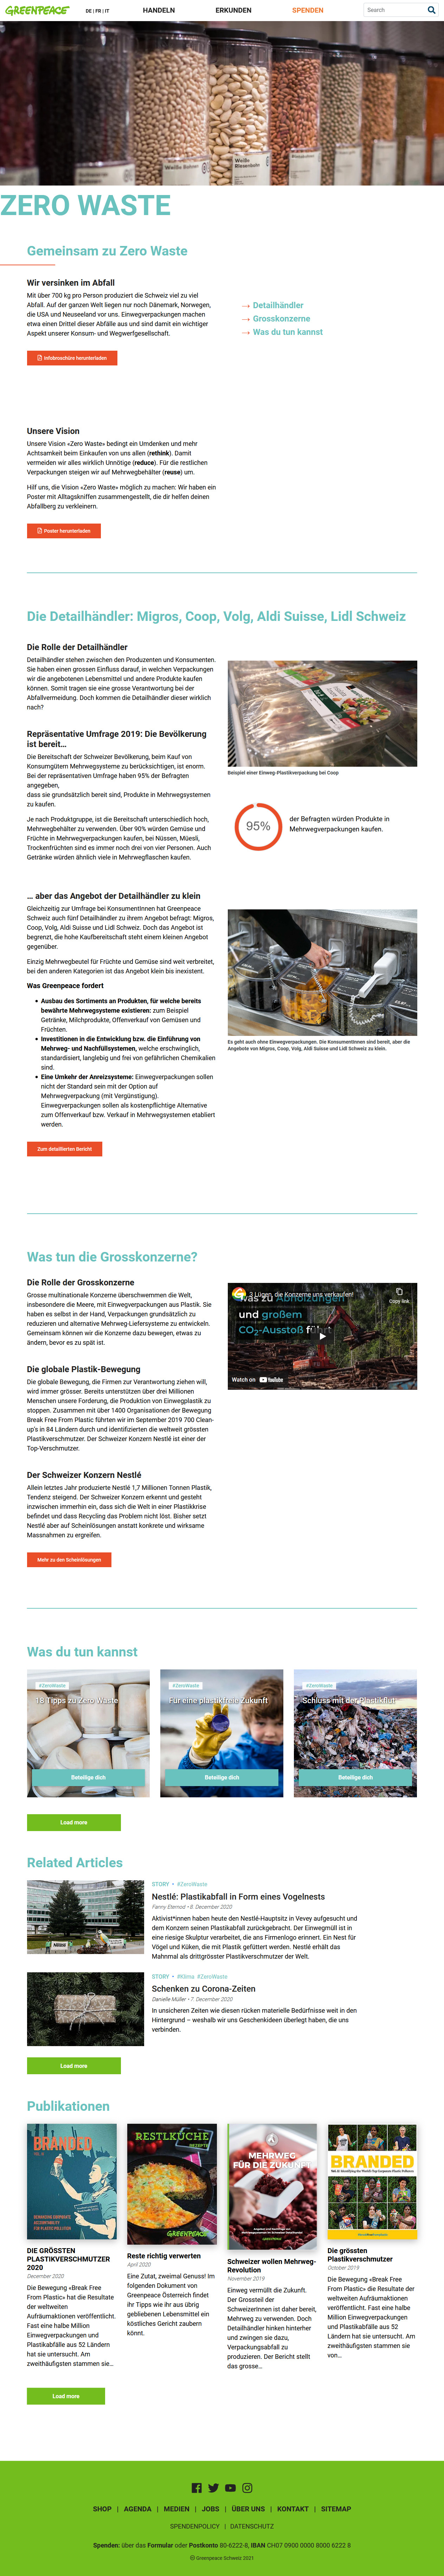 GREENPEACE
DE | FR | IT
HANDELN
ERKUNDEN
SPENDEN
Search
Weiße Riesenbohnen
ZERO WASTE
Gemeinsam zu Zero Waste
Wir versinken im Abfall
Mit über 700 kg pro Person produziert die Schweiz viel zu viel
Abfall. Auf der ganzen Welt liegen nur noch Dänemark, Norwegen,
die USA und Neuseeland vor uns. Einwegverpackungen machen
etwa einen Drittel dieser Abfälle aus und sind damit ein wichtiger
Aspekt unserer Konsum- und Wegwerfgesellschaft.
Infobroschüre herunterladen
→ Detailhändler
→ Grosskonzerne
→ Was du tun kannst
Unsere Vision
Unsere Vision «Zero Waste» bedingt ein Umdenken und mehr
Achtsamkeit beim Einkaufen von uns allen (rethink). Damit
vermeiden wir alles wirklich Unnötige (reduce). Für die restlichen
Verpackungen steigen wir auf Mehrwegbehälter (reuse) um.
Hilf uns, die Vision «Zero Waste» möglich zu machen: Wir haben ein
Poster mit Alltagskniffen zusammengestellt, die dir helfen deinen
Abfallberg zu verkleinern.
Poster herunterladen
Die Detailhändler: Migros, Coop, Volg, Aldi Suisse, Lidl Schweiz
Die Rolle der Detailhändler
Detailhändler stehen zwischen den Produzenten und Konsumenten.
Sie haben einen grossen Einfluss darauf, in welchen Verpackungen
wir die angebotenen Lebensmittel und andere Produkte kaufen
können. Somit tragen sie eine grosse Verantwortung bei der
Abfallvermeidung. Doch kommen die Detailhändler dieser wirklich
nach?
Beispiel einer Einweg-Plastikverpackung bei Coop
Repräsentative Umfrage 2019: Die Bevölkerung
ist bereit…
Die Bereitschaft der Schweizer Bevölkerung, beim Kauf von
Konsumgütern Mehrwegsysteme zu berücksichtigen, ist enorm.
Bei der repräsentativen Umfrage haben 95% der Befragten
angegeben,
dass sie grundsätzlich bereit sind, Produkte in Mehrwegsystemen
zu kaufen.
Je nach Produktgruppe, ist die Bereitschaft unterschiedlich hoch,
Mehrwegbehälter zu verwenden. Über 90% würden Gemüse und
Früchte in Mehrwegverpackungen kaufen, bei Nüssen, Müesli,
Trockenfrüchten sind es immer noch drei von vier Personen. Auch
Getränke würden ähnlich viele in Mehrwegflaschen kaufen.
95%
der Befragten würden Produkte in
Mehrwegverpackungen kaufen.
… aber das Angebot der Detailhändler zu klein
Gleichzeitig zur Umfrage bei KonsumentInnen hat Greenpeace
Schweiz auch fünf Detailhändler zu ihrem Angebot befragt: Migros,
Coop, Volg, Aldi Suisse und Lidl Schweiz. Doch das Angebot ist
begrenzt, die hohe Kaufbereitschaft steht einem kleinen Angebot
gegenüber.
Einzig Mehrwegbeutel für Früchte und Gemüse sind weit verbreitet,
bei den anderen Kategorien ist das Angebot klein bis inexistent.
Was Greenpeace fordert
• Ausbau des Sortiments an Produkten, für welche bereits
bewährte Mehrwegsysteme existieren: zum Beispiel
Getränke, Milchprodukte, Offenverkauf von Gemüsen und
Früchten.
• Investitionen in die Entwicklung bzw. die Einführung von
Mehrweg- und Nachfüllsystemen, welche erschwinglich,
standardisiert, langlebig und frei von gefährlichen Chemikalien
sind.
• Eine Umkehr der Anreizsysteme: Einwegverpackungen sollen
nicht der Standard sein mit der Option auf
Mehrwegverpackung (mit Vergünstigung).
Einwegverpackungen sollen als kostenpflichtige Alternative
zum Offenverkauf bzw. Verkauf in Mehrwegsystemen etabliert
werden.
Es geht auch ohne Einwegverpackungen. Die KonsumentInnen sind bereit, aber die
Angebote von Migros, Coop, Volg, Aldi Suisse und Lidl Schweiz zu klein.
Zum detaillierten Bericht
Was tun die Grosskonzerne?
Die Rolle der Grosskonzerne
Grosse multinationale Konzerne überschwemmen die Welt,
insbesondere die Meere, mit Einwegverpackungen aus Plastik. Sie
haben es selbst in der Hand, Verpackungen grundsätzlich zu
reduzieren und alternative Mehrweg-Liefersysteme zu entwickeln.
Gemeinsam können wir die Konzerne dazu bewegen, etwas zu
ändern, bevor es zu spät ist.
3 Lügen, die Konzerne uns verkaufen!
Copy link
was zu Abholzungen
und großem
CO₂-Ausstoß führt
Watch on YouTube
Die globale Plastik-Bewegung
Die globale Bewegung, die Firmen zur Verantwortung ziehen will,
wird immer grösser. Bereits unterstützen über drei Millionen
Menschen unsere Forderung, die Produktion von Einwegplastik zu
stoppen. Zusammen mit über 1400 Organisationen der Bewegung
Break Free From Plastic führten wir im September 2019 700 Clean-
up's in 84 Ländern durch und identifizierten die weltweit grössten
Plastikverschmutzer. Der Schweizer Konzern Nestlé ist einer der
Top-Verschmutzer.
Der Schweizer Konzern Nestlé
Allein letztes Jahr produzierte Nestlé 1,7 Millionen Tonnen Plastik,
Tendenz steigend. Der Schweizer Konzern erkennt und gesteht
inzwischen immerhin ein, dass sich die Welt in einer Plastikkrise
befindet und dass Recycling das Problem nicht löst. Bisher setzt
Nestlé aber auf Scheinlösungen anstatt konkrete und wirksame
Massnahmen zu ergreifen.
Mehr zu den Scheinlösungen
Was du tun kannst
#ZeroWaste
18 Tipps zu Zero Waste
Beteilige dich
#ZeroWaste
Für eine plastikfreie Zukunft
Beteilige dich
#ZeroWaste
Schluss mit der Plastikflut
Beteilige dich
Load more
Related Articles
STORY • #ZeroWaste
Nestlé: Plastikabfall in Form eines Vogelnests
Fanny Eternod • 8. December 2020
Aktivist*innen haben heute den Nestlé-Hauptsitz in Vevey aufgesucht und
dem Konzern seinen Plastikabfall zurückgebracht. Der Einwegmüll ist in
eine riesige Skulptur verarbeitet, die ans Firmenlogo erinnert. Ein Nest für
Vögel und Küken, die mit Plastik gefüttert werden. Nestlé erhält das
Mahnmal als drittgrösster Plastikverschmutzer der Welt.
STORY • #Klima #ZeroWaste
Schenken zu Corona-Zeiten
Danielle Müller • 7. December 2020
In unsicheren Zeiten wie diesen rücken materielle Bedürfnisse weit in den
Hintergrund – weshalb wir uns Geschenkideen überlegt haben, die uns
verbinden.
Load more
Publikationen
BRANDED
DIE GRÖSSTEN
PLASTIKVERSCHMUTZER
2020
December 2020
Die Bewegung «Break Free
From Plastic» hat die Resultate
der weltweiten
Aufräumaktionen veröffentlicht.
Fast eine halbe Million
Einwegverpackungen und
Plastikabfälle aus 52 Ländern
hat sie untersucht. Am
zweithäufigsten stammen sie…
RESTLKÜCHE
REZEPTE
GREENPEACE
Reste richtig verwerten
April 2020
Eine Zutat, zweimal Genuss! Im
folgenden Dokument von
Greenpeace Österreich findet
ihr Tipps wie ihr aus übrig
gebliebenen Lebensmittel ein
köstliches Gericht zaubern
könnt.
MEHRWEG
FÜR DIE ZUKUNFT
GREENPEACE
Schweizer wollen Mehrweg-
Revolution
November 2019
Einweg vermüllt die Zukunft.
Der Grossteil der
SchweizerInnen ist daher bereit,
Mehrweg zu verwenden. Doch
Detailhändler hinken hinterher
und zwingen sie dazu,
Verpackungsabfall zu
produzieren. Der Bericht stellt
das grosse…
BRANDED
Die grössten
Plastikverschmutzer
October 2019
Die Bewegung «Break Free
From Plastic» die Resultate der
weltweiten Aufräumaktionen
veröffentlicht. Fast eine halbe
Million Einwegverpackungen
und Plastikabfälle aus 52
Ländern hat sie untersucht. Am
zweithäufigsten stammen sie
von…
Load more
SHOP | AGENDA | MEDIEN | JOBS | ÜBER UNS | KONTAKT | SITEMAP
SPENDENPOLICY | DATENSCHUTZ
Spenden: über das Formular oder Postkonto 80-6222-8, IBAN CH07 0900 0000 8000 6222 8
© Greenpeace Schweiz 2021